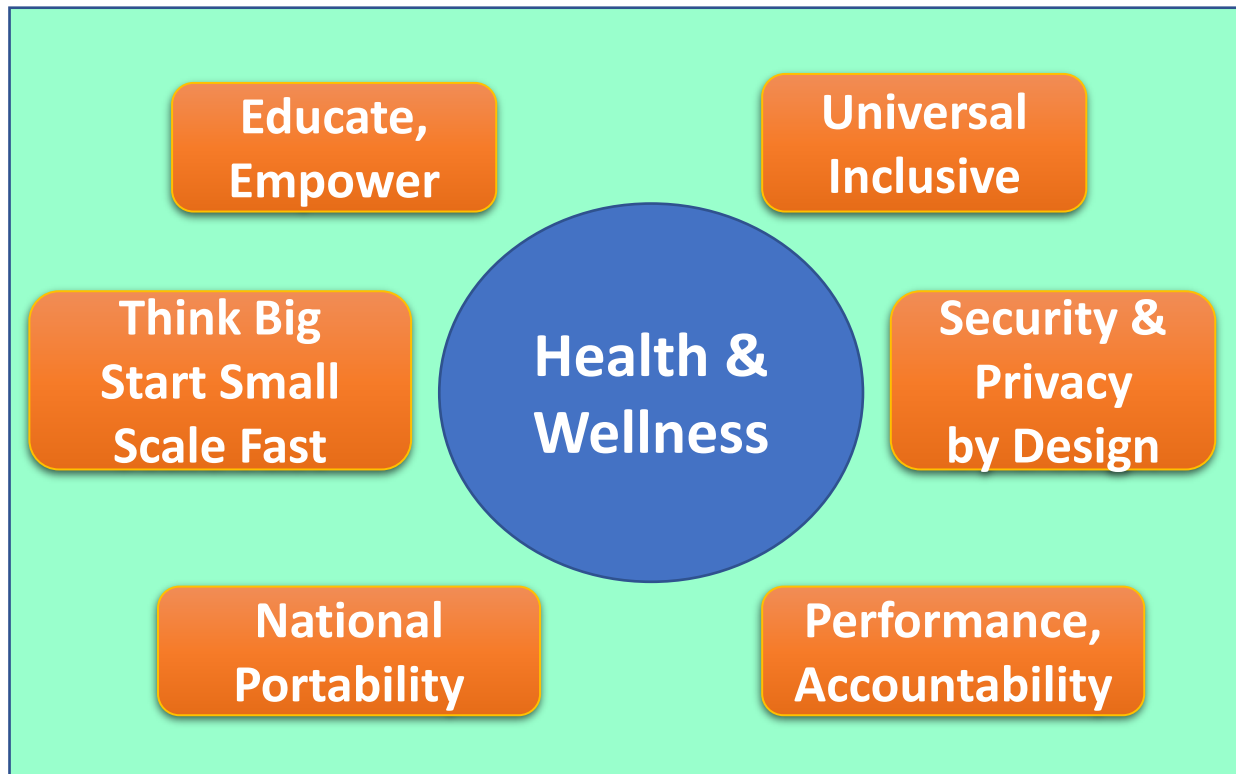 Educate,
Empower
Universal
Inclusive
Think Big
Start Small
Scale Fast
Health &
Wellness
Security &
Privacy
by Design
National
Portability
Performance,
Accountability